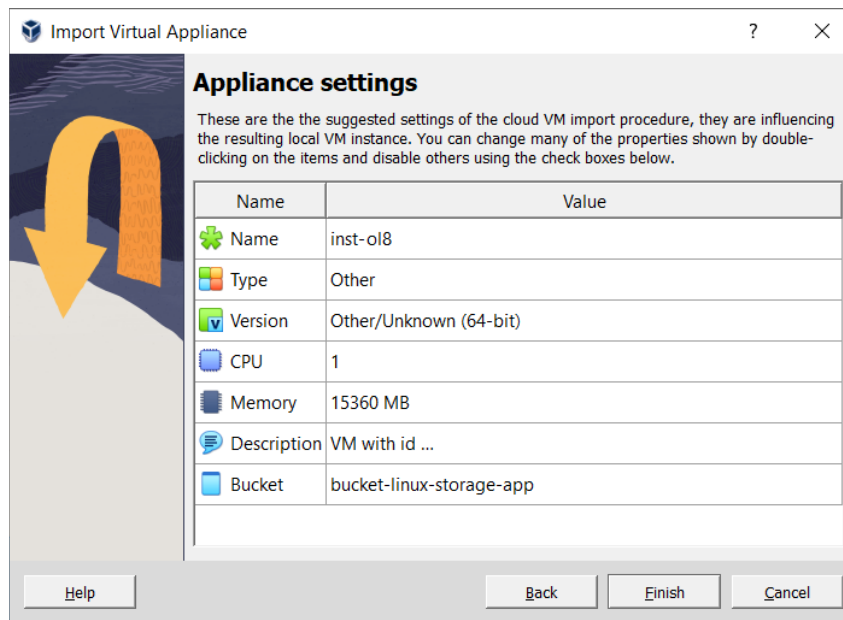 Import Virtual Appliance
?
Appliance settings
These are the the suggested settings of the cloud VM import procedure, they are influencing
the resulting local VM instance. You can change many of the properties shown by double-
clicking on the items and disable others using the check boxes below.
Name Value
Name inst-ol8
Type Other
Version Other/Unknown (64-bit)
CPU 1
Memory 15360 MB
Description VM with id ...
Bucket bucket-linux-storage-app
Help Back Finish Cancel